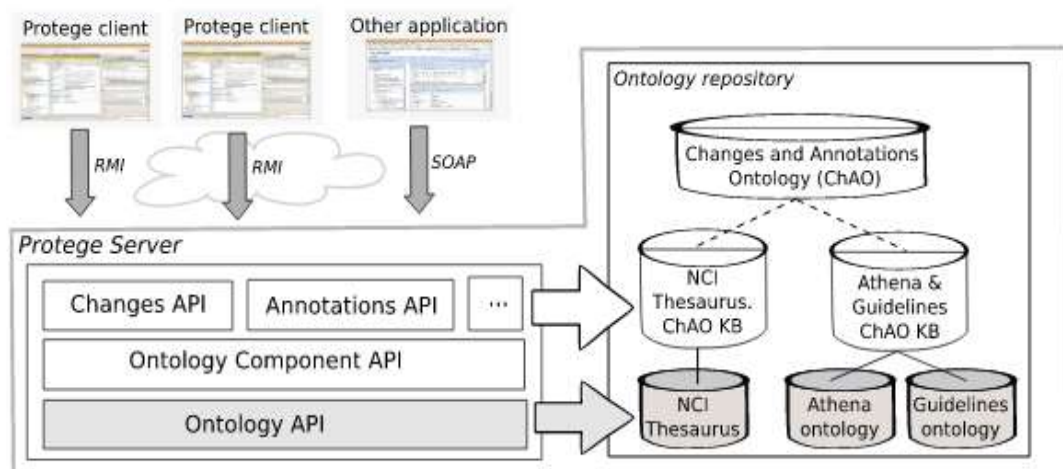 Protege client
Protege client
Other application
RMI
RMI
SOAP
Ontology repository
Changes and Annotations
Ontology (ChAO)
Protege Server
Changes API
Annotations API
...
Ontology Component API
Ontology API
NCI
Thesaurus.
ChAO KB
Athena &
Guidelines
ChAO KB
NCI
Thesaurus
Athena
ontology
Guidelines
ontology